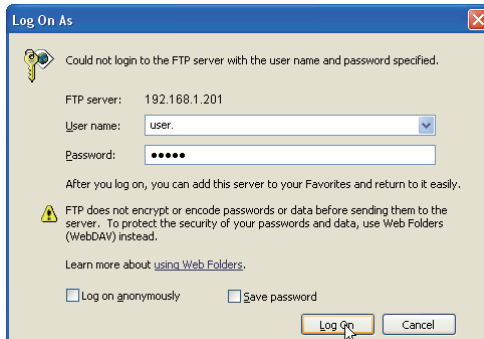 Log On As
Could not login to the FTP server with the user name and password specified.
FTP server: 192.168.1.201
User name: user.
Password: •••••
After you log on, you can add this server to your Favorites and return to it easily.
FTP does not encrypt or encode passwords or data before sending them to the
server. To protect the security of your passwords and data, use Web Folders
(WebDAV) instead.
Learn more about using Web Folders.
Log on anonymously Save password
Log On Cancel